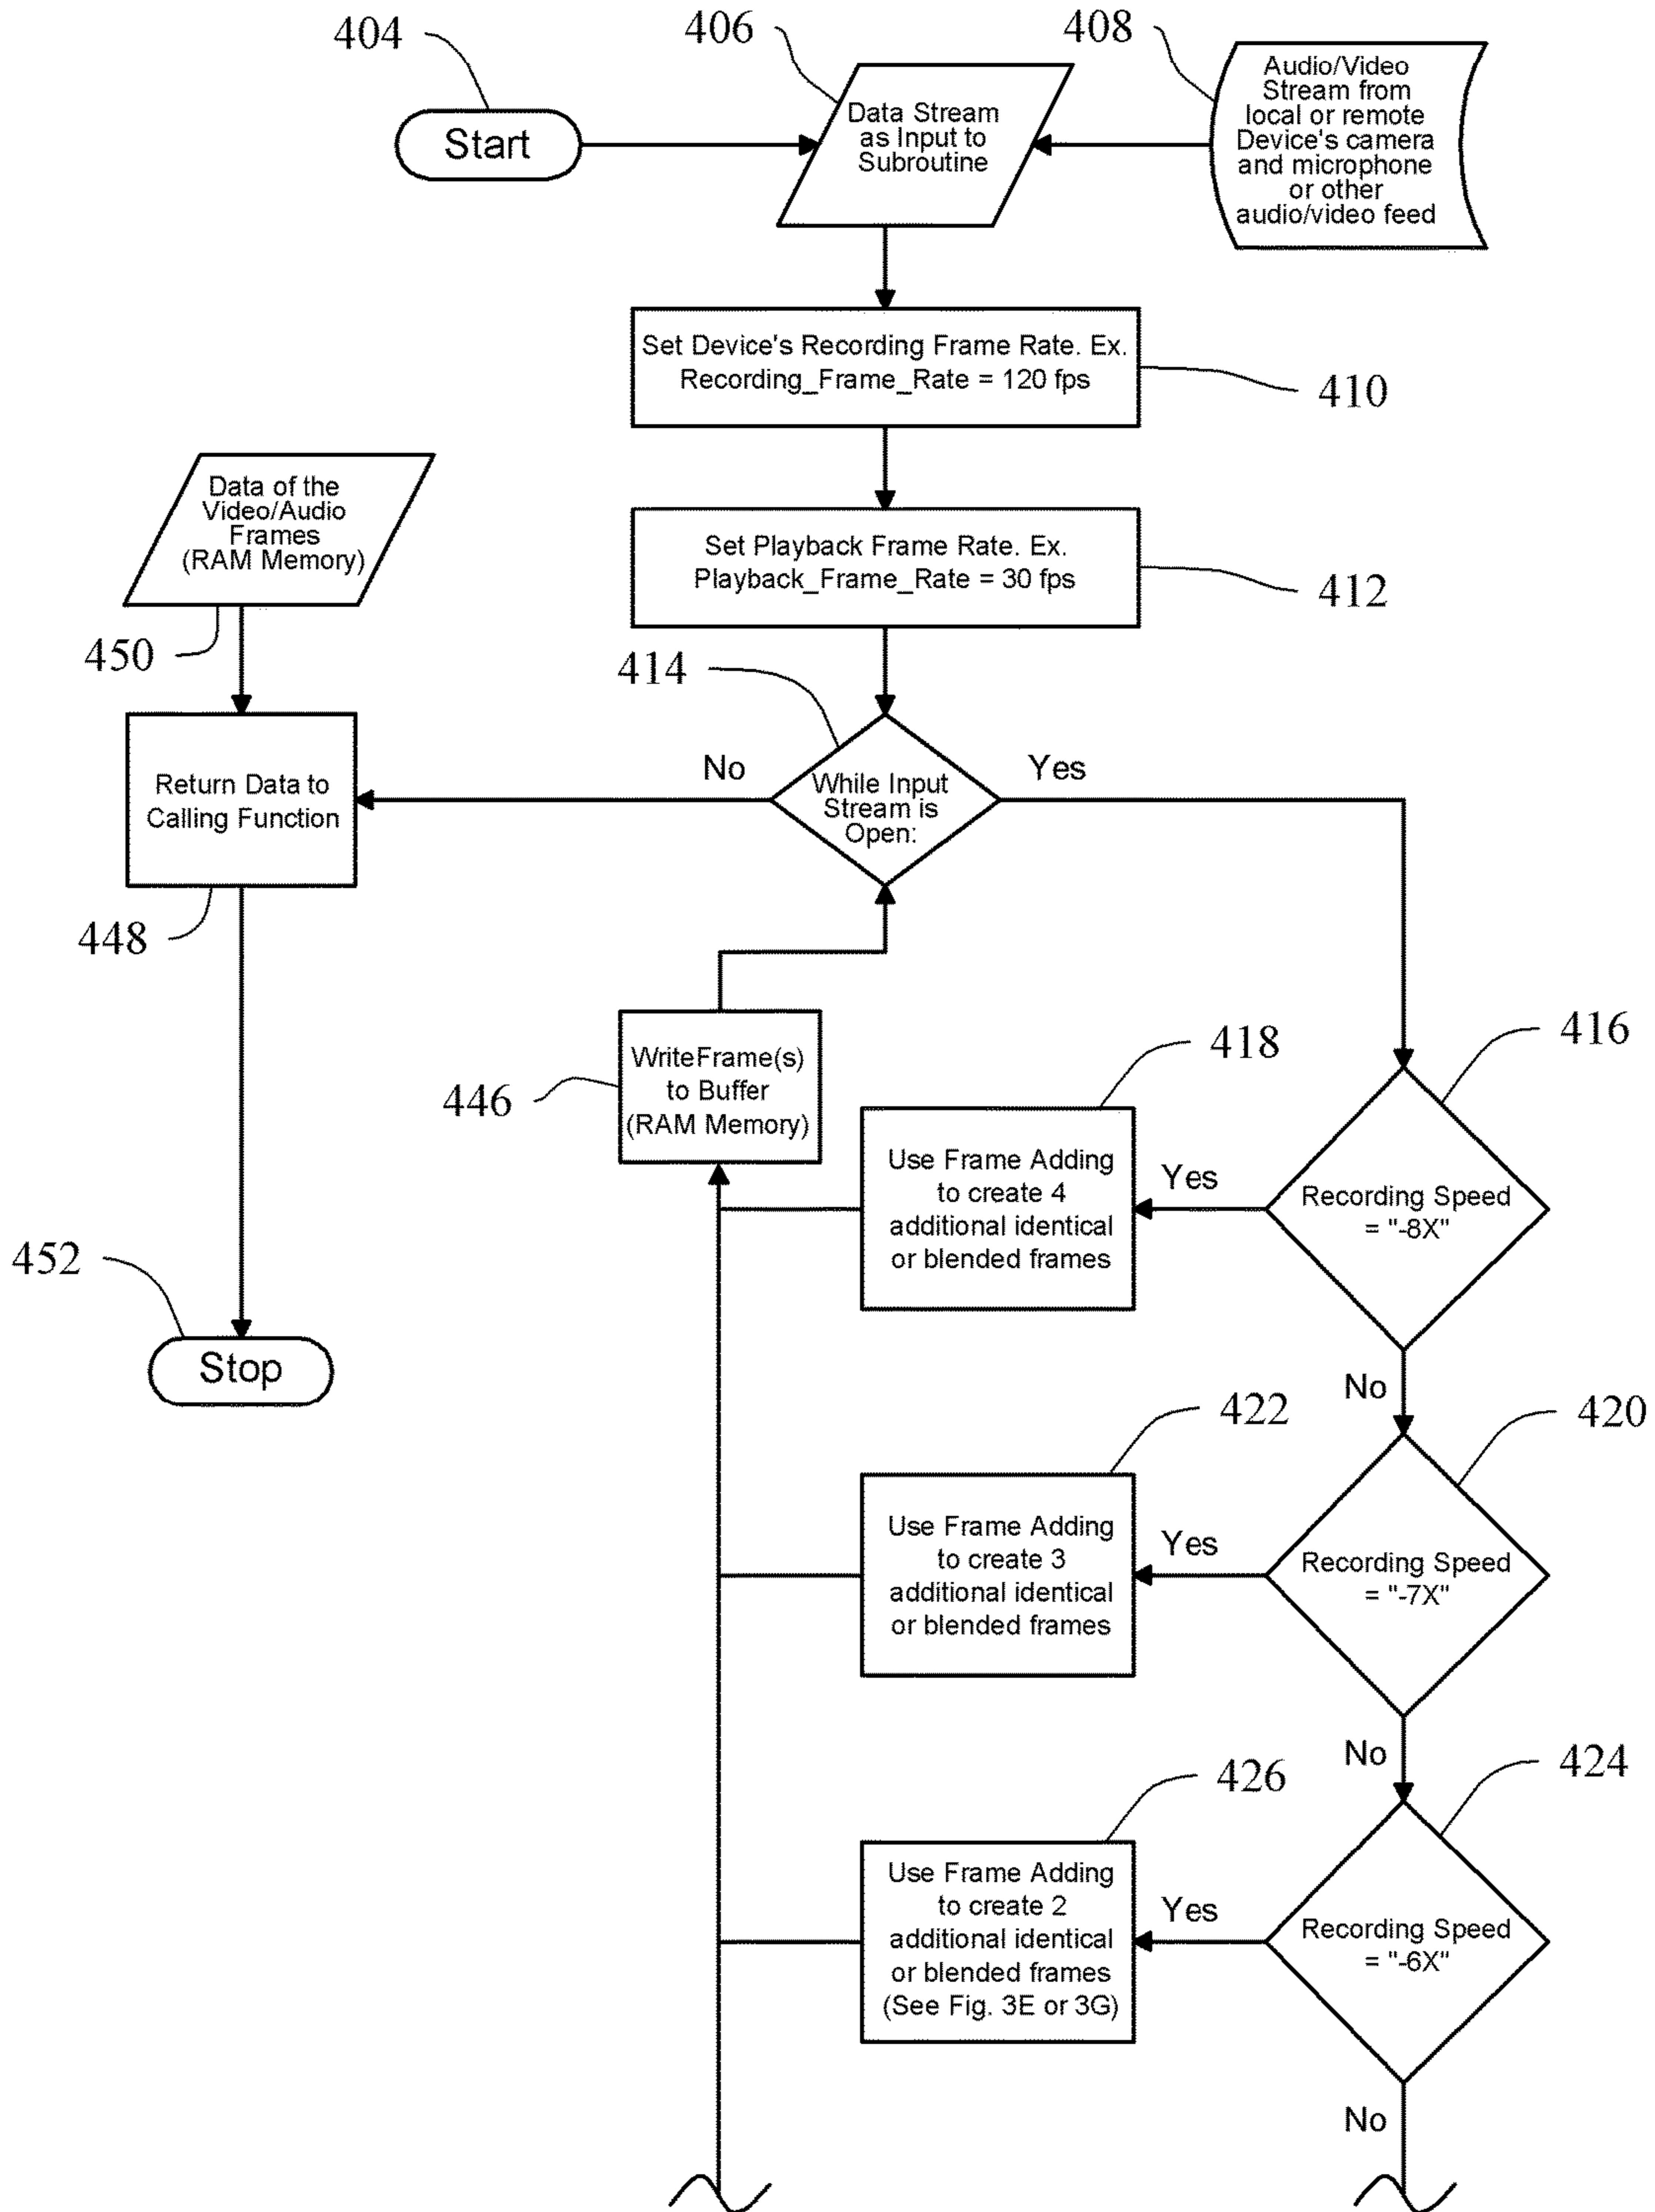 404
406
408
Start
Data Stream
as Input to
Subroutine
Audio/Video
Stream from
local or remote
Device's camera
and microphone
or other
audio/video feed
Set Device's Recording Frame Rate. Ex.
Recording_Frame_Rate = 120 fps
410
Data of the
Video/Audio
Frames
(RAM Memory)
450
Set Playback Frame Rate. Ex.
Playback_Frame_Rate = 30 fps
412
414
No
While Input
Stream is
Open:
Yes
Return Data to
Calling Function
448
WriteFrame(s)
to Buffer
(RAM Memory)
446
418
416
Use Frame Adding
to create 4
additional identical
or blended frames
Yes
Recording Speed
= "-8X"
452
Stop
No
422
420
Use Frame Adding
to create 3
additional identical
or blended frames
Yes
Recording Speed
= "-7X"
No
426
424
Use Frame Adding
to create 2
additional identical
or blended frames
(See Fig. 3E or 3G)
Yes
Recording Speed
= "-6X"
No